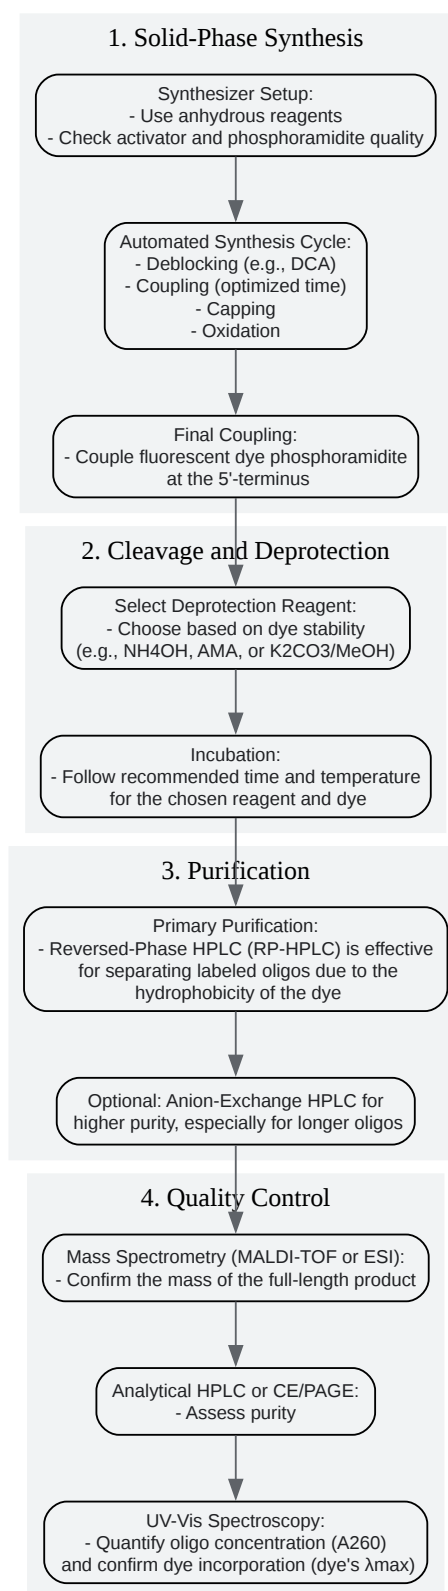 1. Solid-Phase Synthesis
Synthesizer Setup:
- Use anhydrous reagents
- Check activator and phosphoramidite quality
Automated Synthesis Cycle:
- Deblocking (e.g., DCA)
- Coupling (optimized time)
- Capping
- Oxidation
Final Coupling:
- Couple fluorescent dye phosphoramidite
at the 5'-terminus
2. Cleavage and Deprotection
Select Deprotection Reagent:
- Choose based on dye stability
(e.g., NH4OH, AMA, or K2CO3/MeOH)
Incubation:
- Follow recommended time and temperature
for the chosen reagent and dye
3. Purification
Primary Purification:
- Reversed-Phase HPLC (RP-HPLC) is effective
for separating labeled oligos due to the
hydrophobicity of the dye
Optional: Anion-Exchange HPLC for
higher purity, especially for longer oligos
4. Quality Control
Mass Spectrometry (MALDI-TOF or ESI):
- Confirm the mass of the full-length product
Analytical HPLC or CE/PAGE:
- Assess purity
UV-Vis Spectroscopy:
- Quantify oligo concentration (A260)
and confirm dye incorporation (dye's λmax)